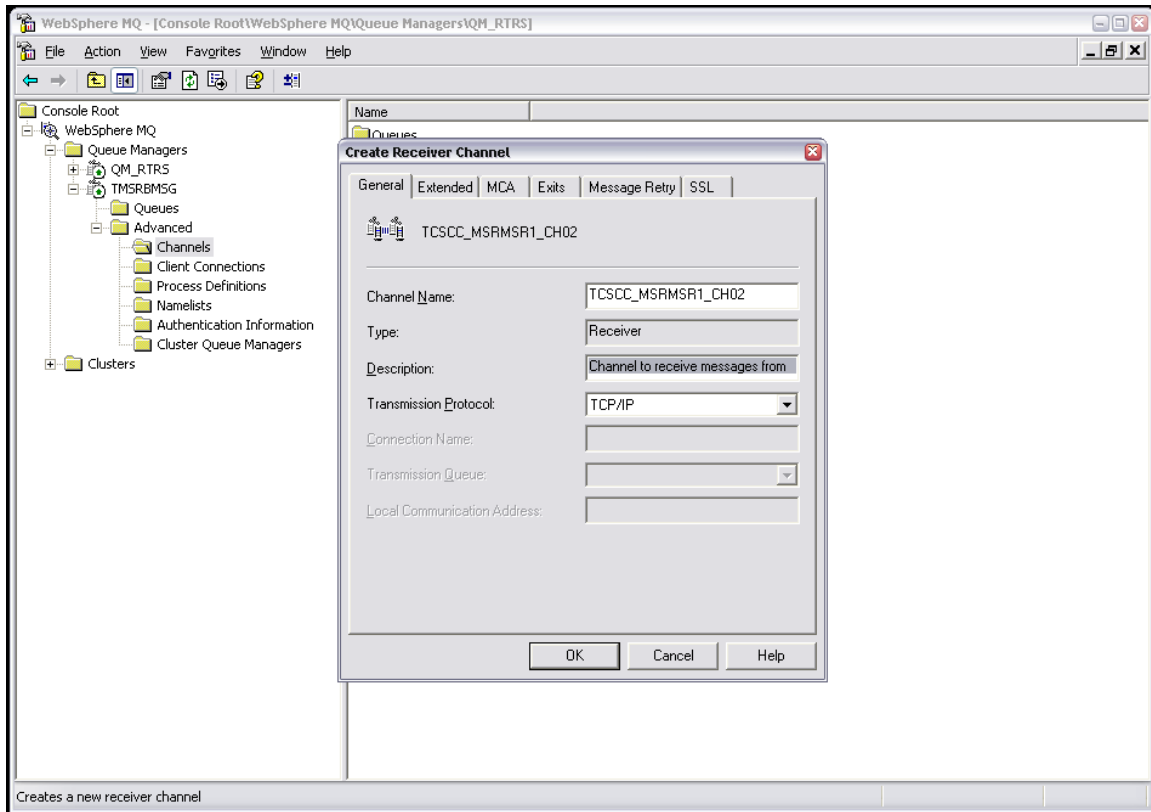 WebSphere MQ - [Console Root\WebSphere MQ\Queue Managers\QM_RTRS]
File Action View Favorites Window Help
Console Root
WebSphere MQ
Queue Managers
QM_RTRS
TMSRBMSG
Queues
Advanced
Channels
Client Connections
Process Definitions
Namelists
Authentication Information
Cluster Queue Managers
Clusters
Name
Queues
Create Receiver Channel
General Extended MCA Exits Message Retry SSL
TCSCC_MSRMSR1_CH02
Channel Name: TCSCC_MSRMSR1_CH02
Type: Receiver
Description: Channel to receive messages from
Transmission Protocol: TCP/IP
Connection Name:
Transmission Queue:
Local Communication Address:
OK Cancel Help
Creates a new receiver channel